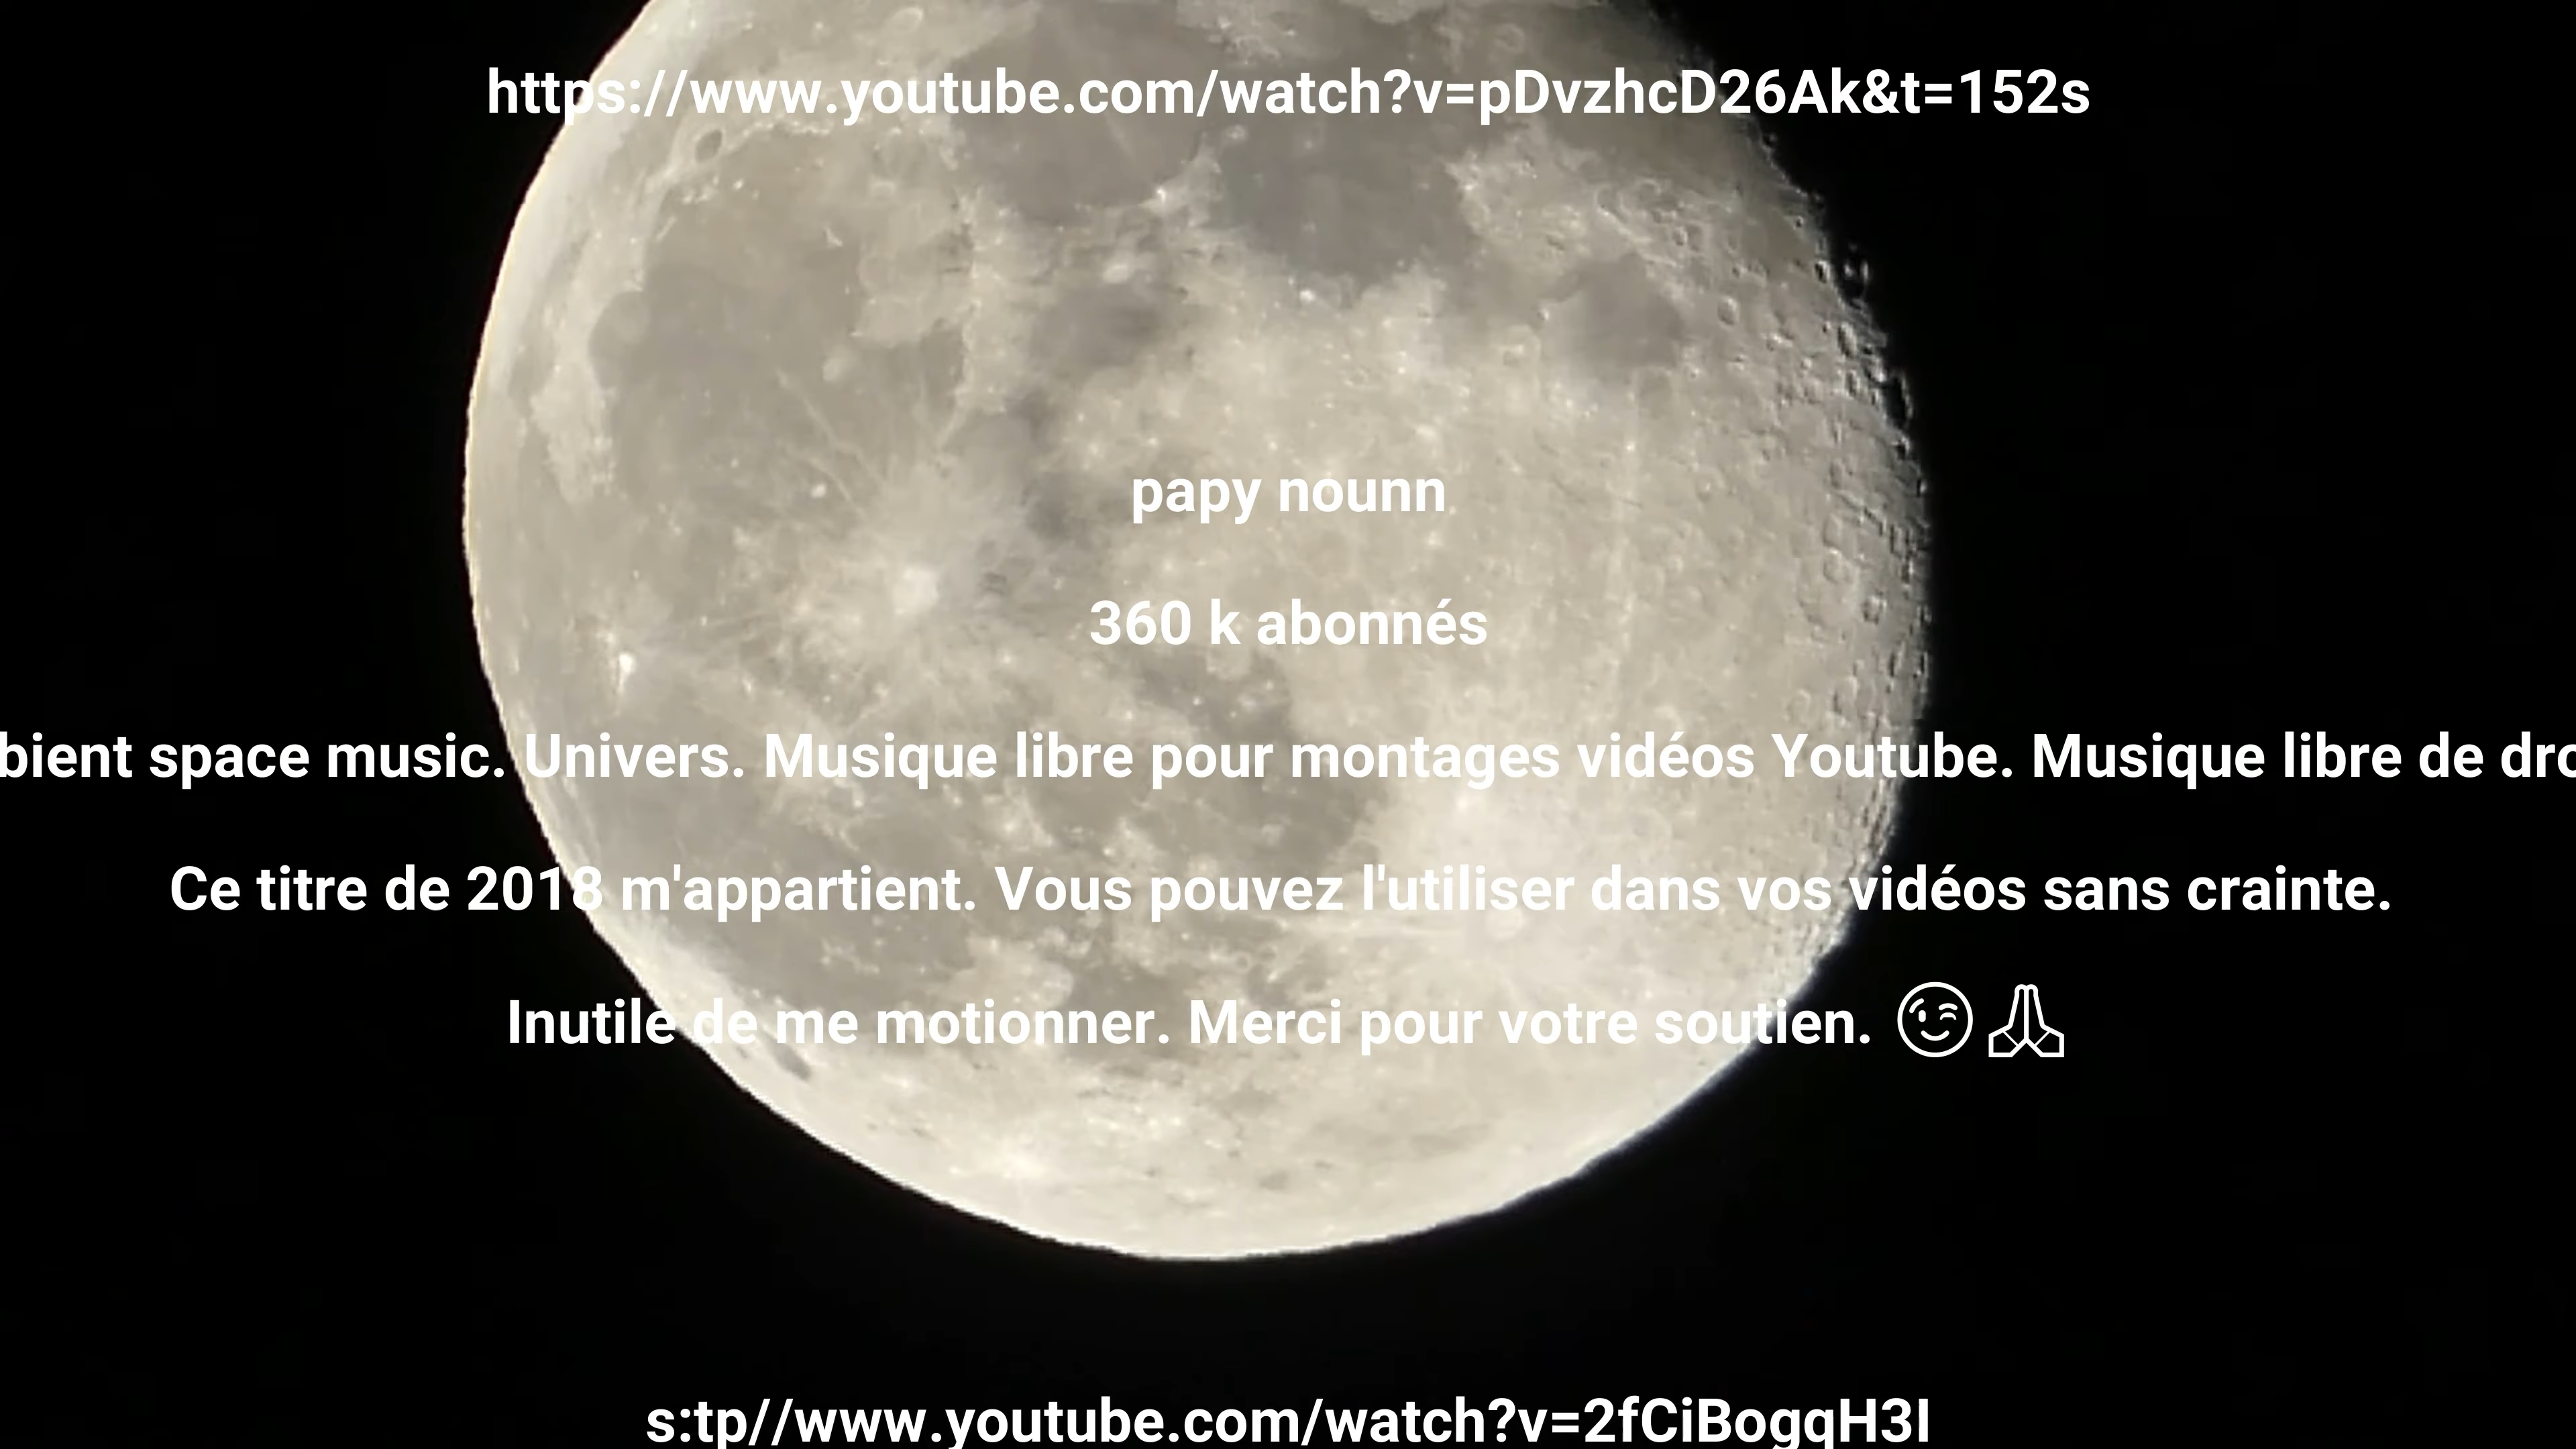 https://www.youtube.com/watch?v=pDvzhcD26Ak&t=152s
papy nounn
360 k abonnés
bient space music. Univers. Musique libre pour montages vidéos Youtube. Musique libre de dro
Ce titre de 2018 m'appartient. Vous pouvez l'utiliser dans vos vidéos sans crainte.
Inutile de me motionner. Merci pour votre soutien. 😉🙏
s:tp//www.youtube.com/watch?v=2fCiBogqH3I